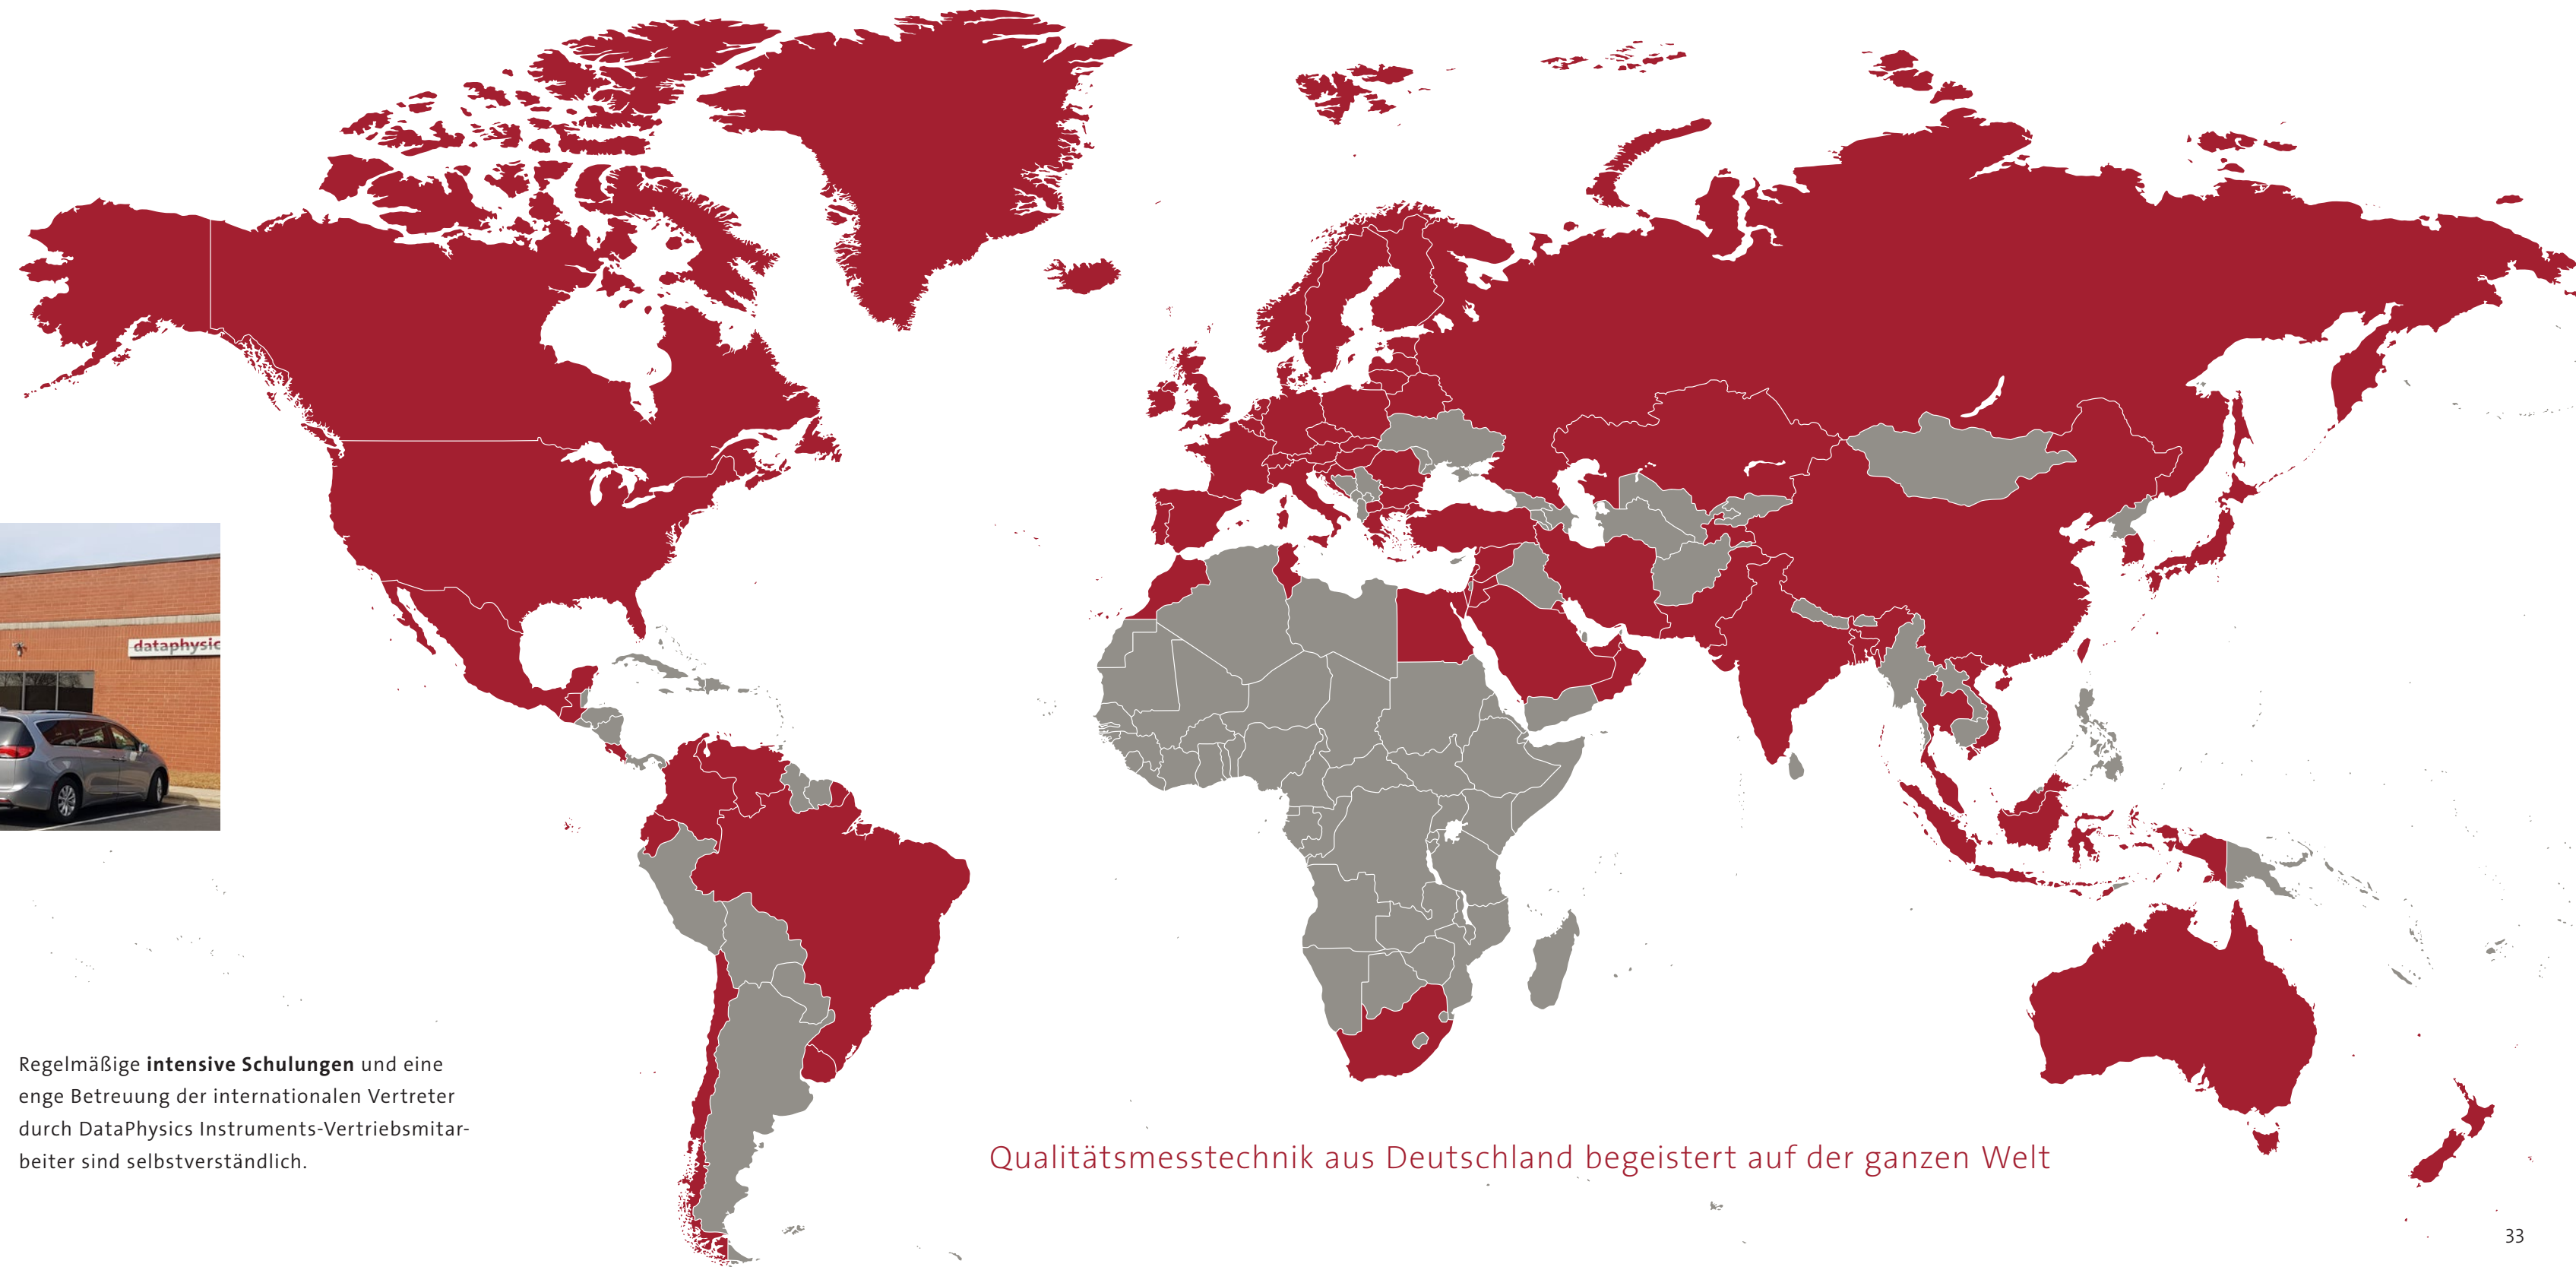 dataphysic
Regelmäßige intensive Schulungen und eine
enge Betreuung der internationalen Vertreter
durch DataPhysics Instruments-Vertriebsmitar-
beiter sind selbstverständlich.
Qualitätsmesstechnik aus Deutschland begeistert auf der ganzen Welt
33